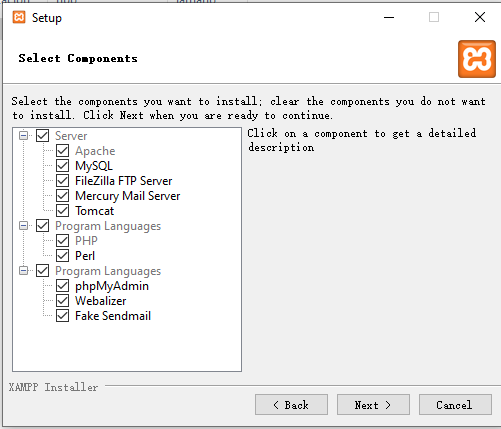 Setup
Select Components
Select the components you want to install; clear the components you do not want
to install. Click Next when you are ready to continue.
Server
Apache
MySQL
FileZilla FTP Server
Mercury Mail Server
Tomcat
Program Languages
PHP
Perl
Program Languages
phpMyAdmin
Webalizer
Fake Sendmail
Click on a component to get a detailed
description
XAMPP Installer
< Back
Next >
Cancel